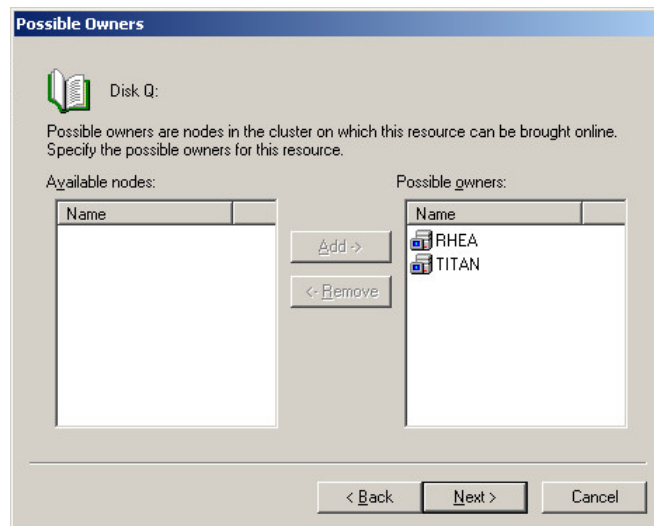 Possible Owners
Disk Q:
Possible owners are nodes in the cluster on which this resource can be brought online.
Specify the possible owners for this resource.
Available nodes:
Possible owners:
Name
Name
Add ->
RHEA
TITAN
<- Remove
< Back
Next >
Cancel